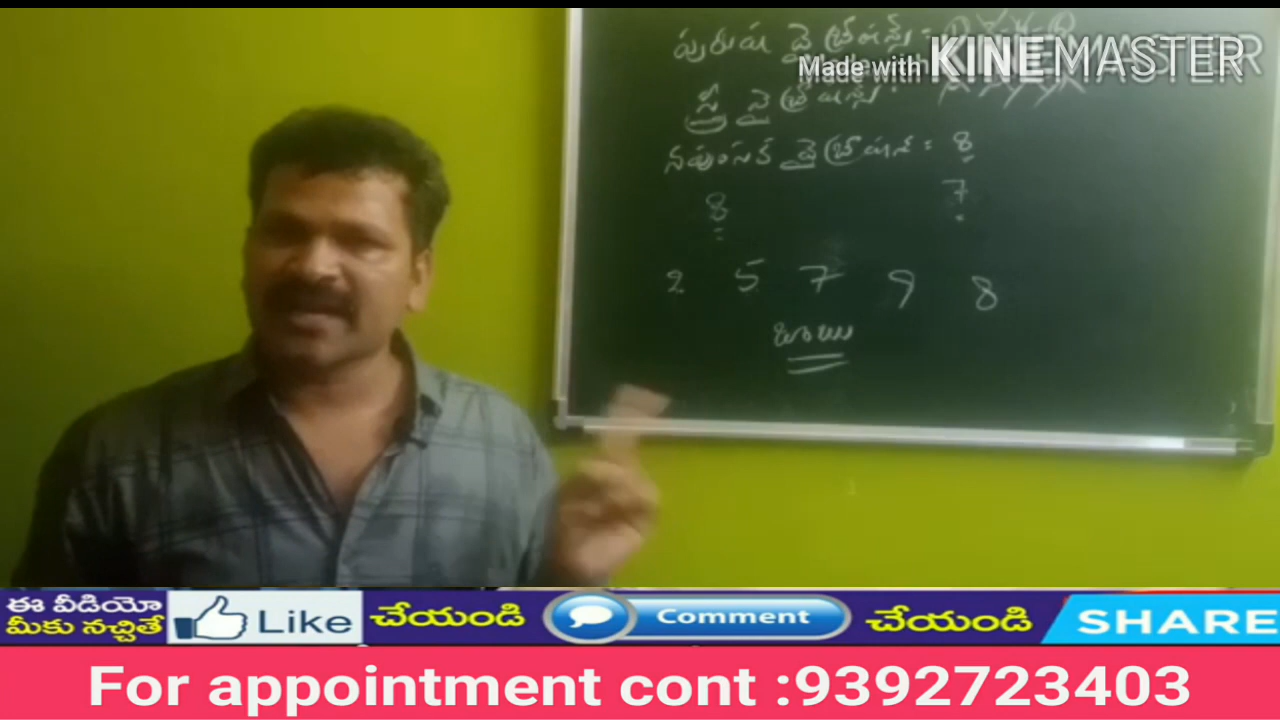 పురుష వైబ్రేషన్స్ =
Made with KINEMASTER
స్త్రీ వైబ్రేషన్స్ :
నపుంసక వైబ్రేషన్ = 8
8 7
2 5 7 9 8
ఈ వీడియో మీకు నచ్చితే Like చేయండి Comment చేయండి SHARE
For appointment cont :9392723403